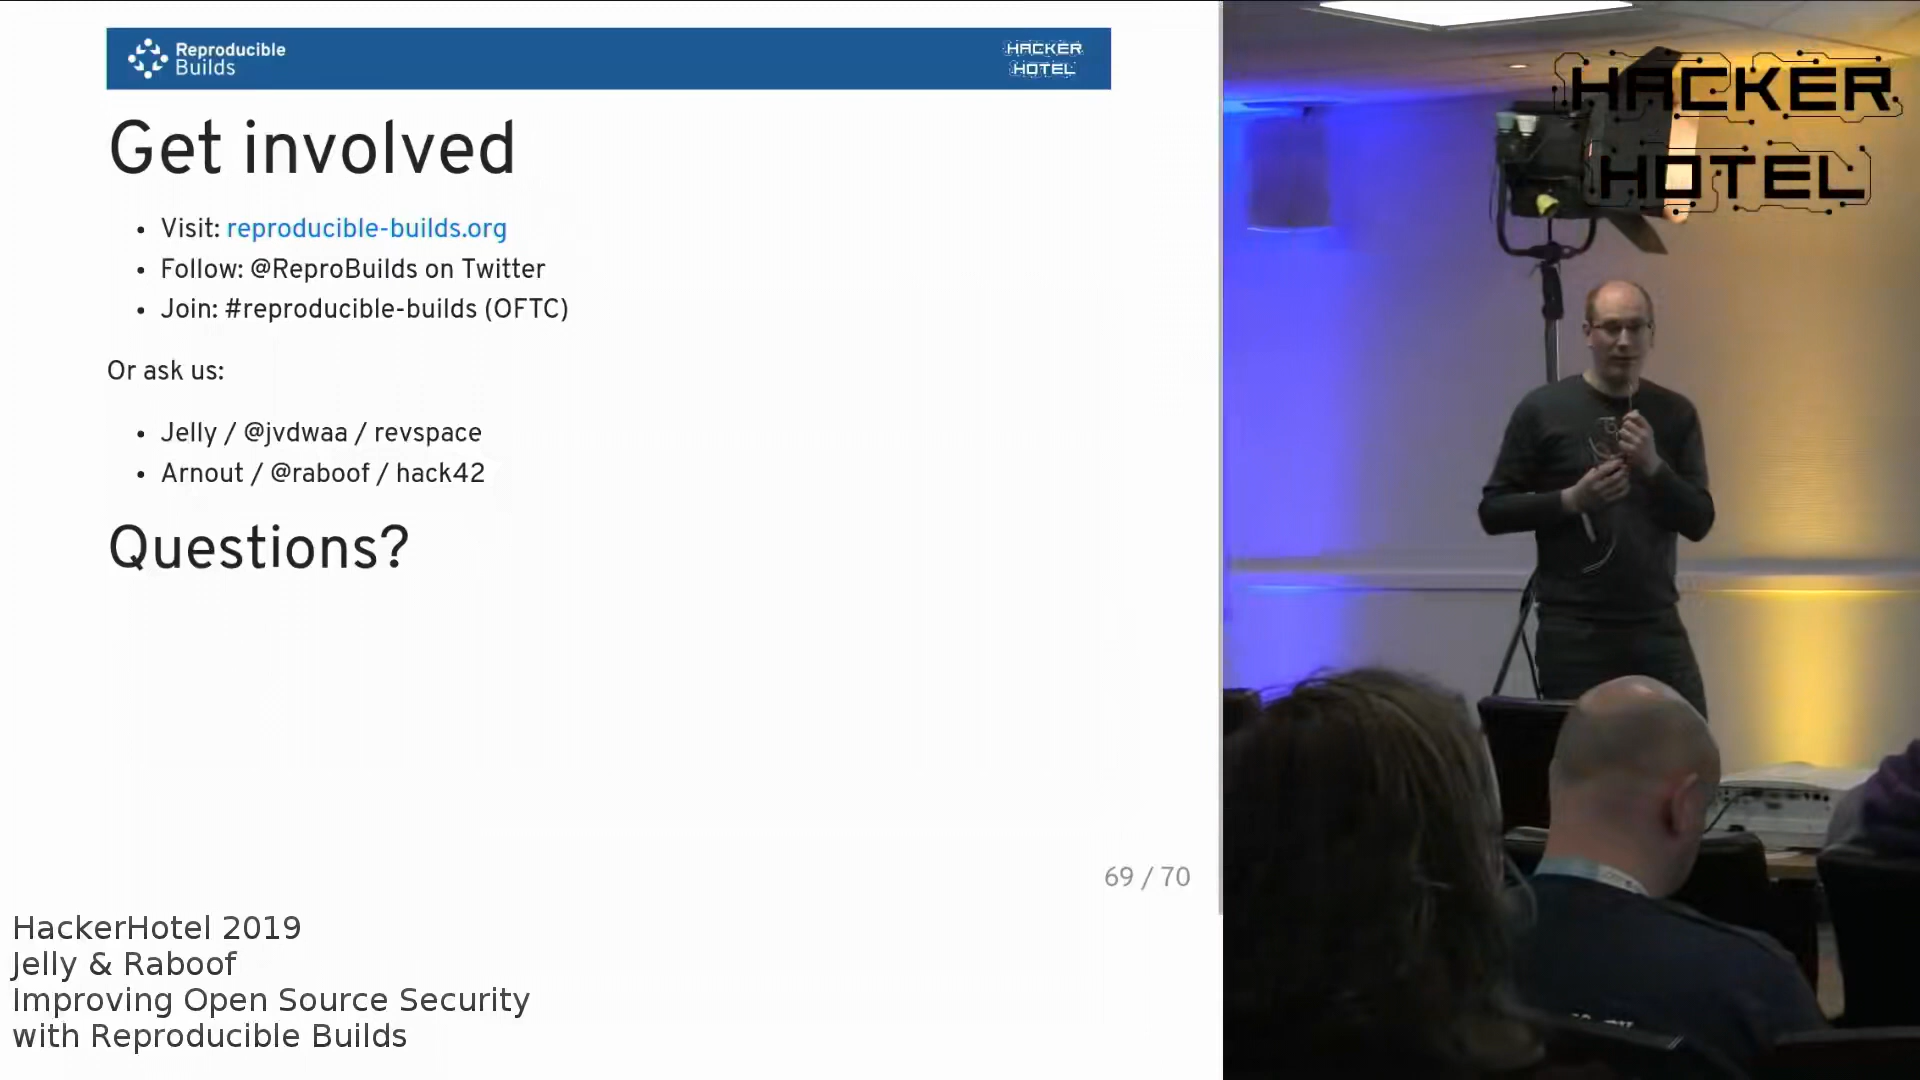 Reproducible
Builds
HACKER
HOTEL
Get involved
Visit: reproducible-builds.org
Follow: @ReproBuilds on Twitter
Join: #reproducible-builds (OFTC)
Or ask us:
Jelly / @jvdwaa / revspace
Arnout / @raboof / hack42
Questions?
69 / 70
HackerHotel 2019
Jelly & Raboof
Improving Open Source Security
with Reproducible Builds
HACKER
HOTEL